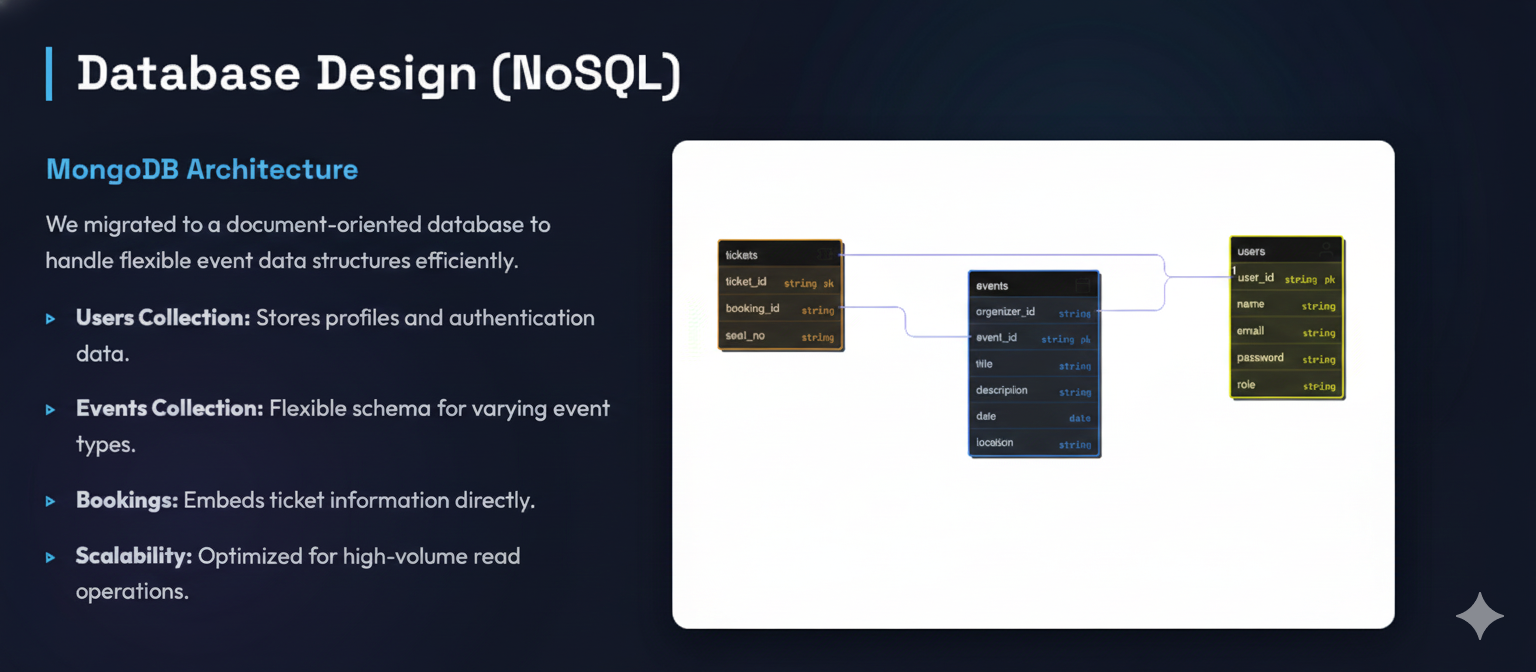 Database Design (NoSQL)
MongoDB Architecture
We migrated to a document-oriented database to
handle flexible event data structures efficiently.
Users Collection: Stores profiles and authentication
data.
Events Collection: Flexible schema for varying event
types.
Bookings: Embeds ticket information directly.
Scalability: Optimized for high-volume read
operations.
tickets
ticket_id string
booking_id string
string
events
orgenizer_id string
event_id string pk
string
description string
date date
string
users
1
user_id string pk
name string
email string
password string
role string